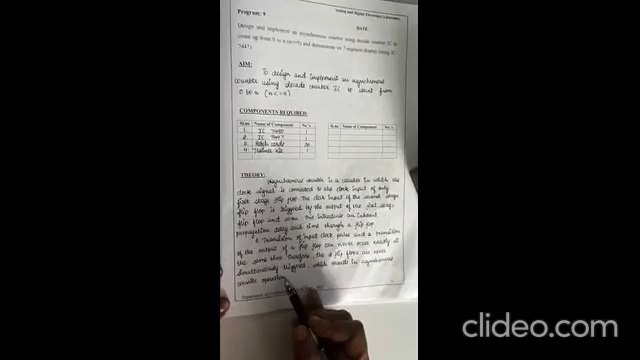 Program: 9
Analog and Digital Electronics Laboratory
DATE:
Design and implement an asynchronous counter using decade counter IC to
count up from 0 to n (n<=9) and demonstrate on 7-segment display (using IC-
7447)
AIM:
To design and implement an asynchronous
counter using decade counter IC to count from
0 to n (n<=9)
COMPONENTS REQUIRED:
Sl.no Name of Component No's Sl.no Name of Component No's
1. IC 7490 1
2. IC 7447 1
3. Patch cords
4. Trainer kit 1
THEORY:
Asynchronous counter is a counter in which the
clock signal is connected to the clock input of only
first stage flip flop. The clock input of the second stage
flip flop is triggered by the output of the first stage
flip flop and so on. This introduces an inherent
propagation delay time through a flip flop
A Transition of input clock pulse and a transition
of the output of a flip flop can never occur exactly at
the same time. Therefore, the flip flops are never
simultaneously triggered, which results in asynchronous
counter operation.
Department of
clideo.com